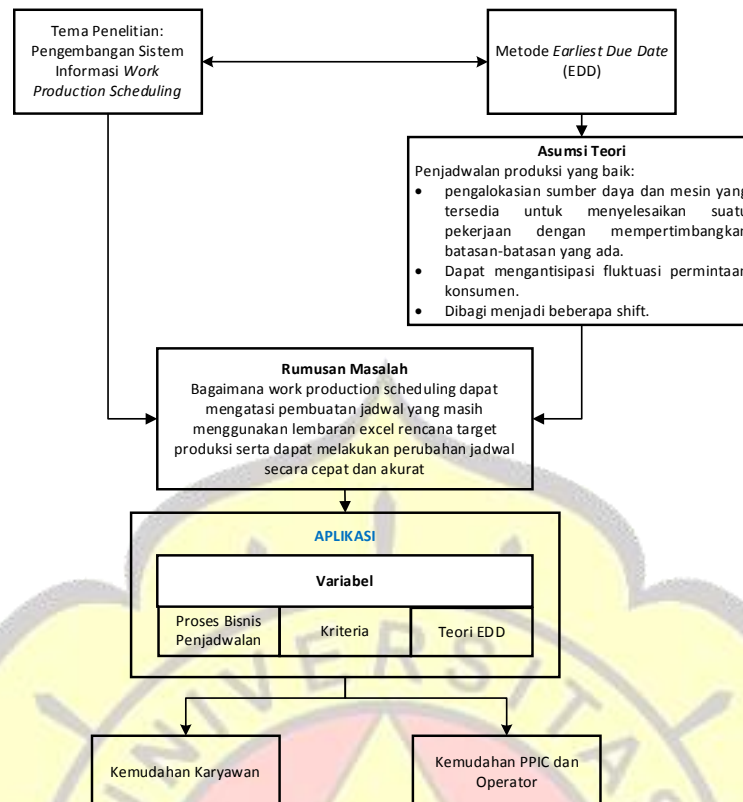 Tema Penelitian:
Pengembangan Sistem
Informasi Work
Production Scheduling
Metode Earliest Due Date
(EDD)
Asumsi Teori
Penjadwalan produksi yang baik:
• pengalokasian sumber daya dan mesin yang
tersedia untuk menyelesaikan suatu
pekerjaan dengan mempertimbangkan
batasan-batasan yang ada.
• Dapat mengantisipasi fluktuasi permintaan
konsumen.
• Dibagi menjadi beberapa shift.
Rumusan Masalah
Bagaimana work production scheduling dapat
mengatasi pembuatan jadwal yang masih
menggunakan lembaran excel rencana target
produksi serta dapat melakukan perubahan jadwal
secara cepat dan akurat
APLIKASI
Variabel
Proses Bisnis
Penjadwalan
Kriteria
Teori EDD
UNIVERSITA
Kemudahan Karyawan
Kemudahan PPIC dan
Operator